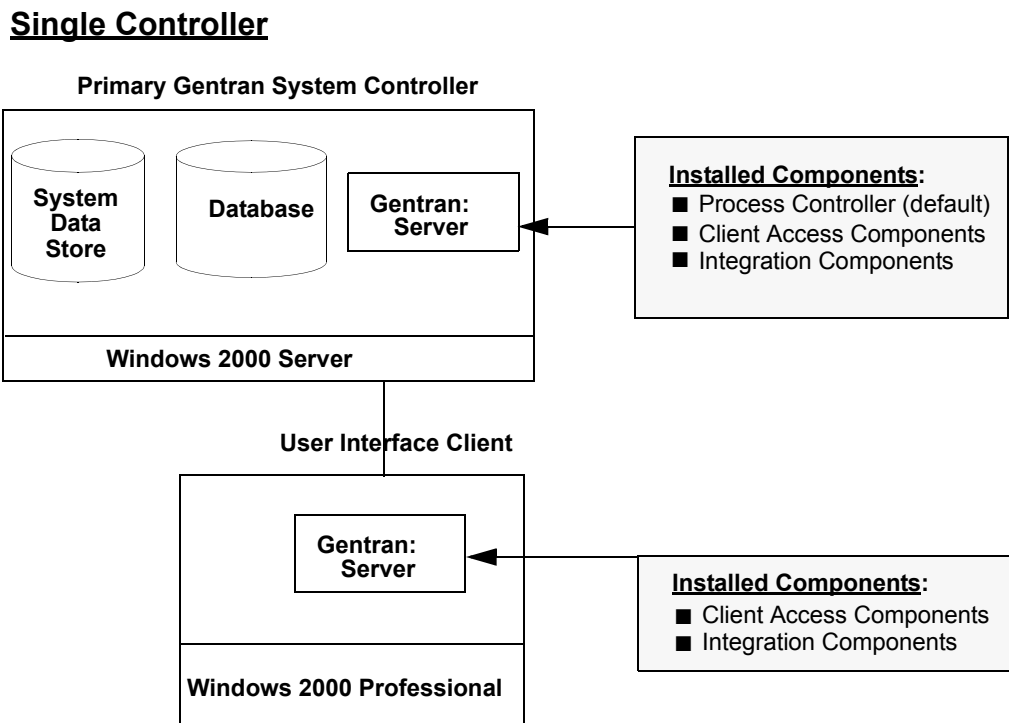 Single Controller
Primary Gentran System Controller
System
Data
Store
Database
Gentran:
Server
Installed Components:
■ Process Controller (default)
■ Client Access Components
■ Integration Components
Windows 2000 Server
User Interface Client
Gentran:
Server
Installed Components:
■ Client Access Components
■ Integration Components
Windows 2000 Professional